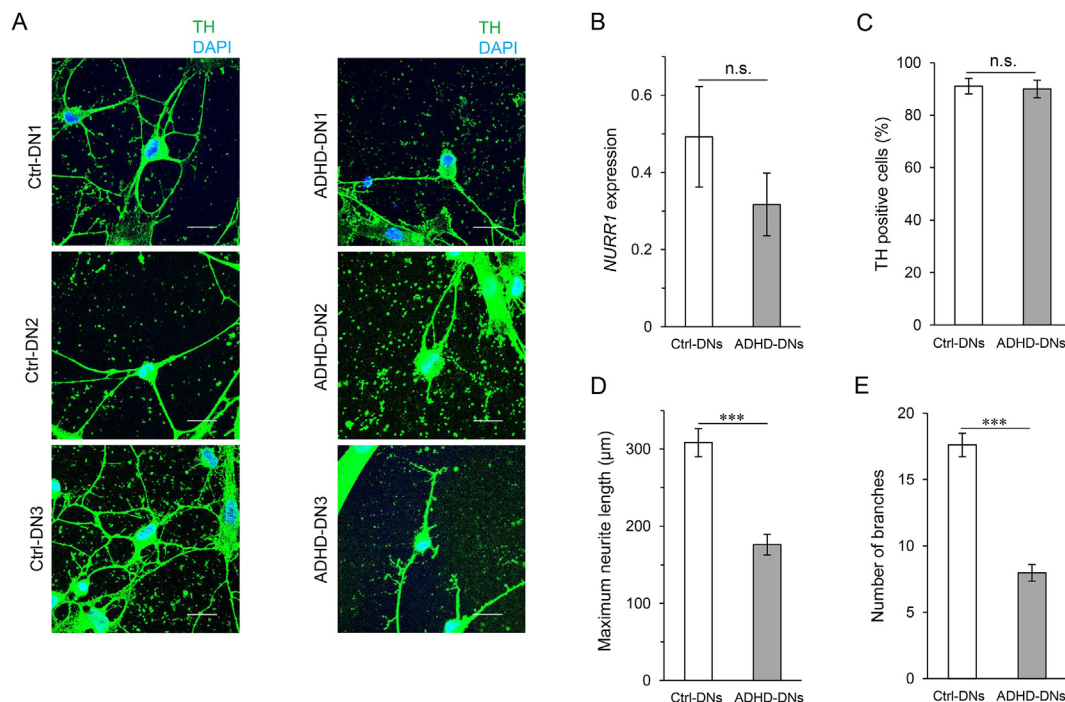 A
TH
DAPI
TH
DAPI
Ctrl-DN1
ADHD-DN1
Ctrl-DN2
ADHD-DN2
Ctrl-DN3
ADHD-DN3
B
n.s.
0.6
0.4
0.2
0
NURR1 expression
Ctrl-DNs ADHD-DNs
C
n.s.
100
80
60
40
20
0
TH positive cells (%)
Ctrl-DNs ADHD-DNs
D
***
300
200
100
0
Maximum neurite length (μm)
Ctrl-DNs ADHD-DNs
E
***
20
15
10
5
0
Number of branches
Ctrl-DNs ADHD-DNs